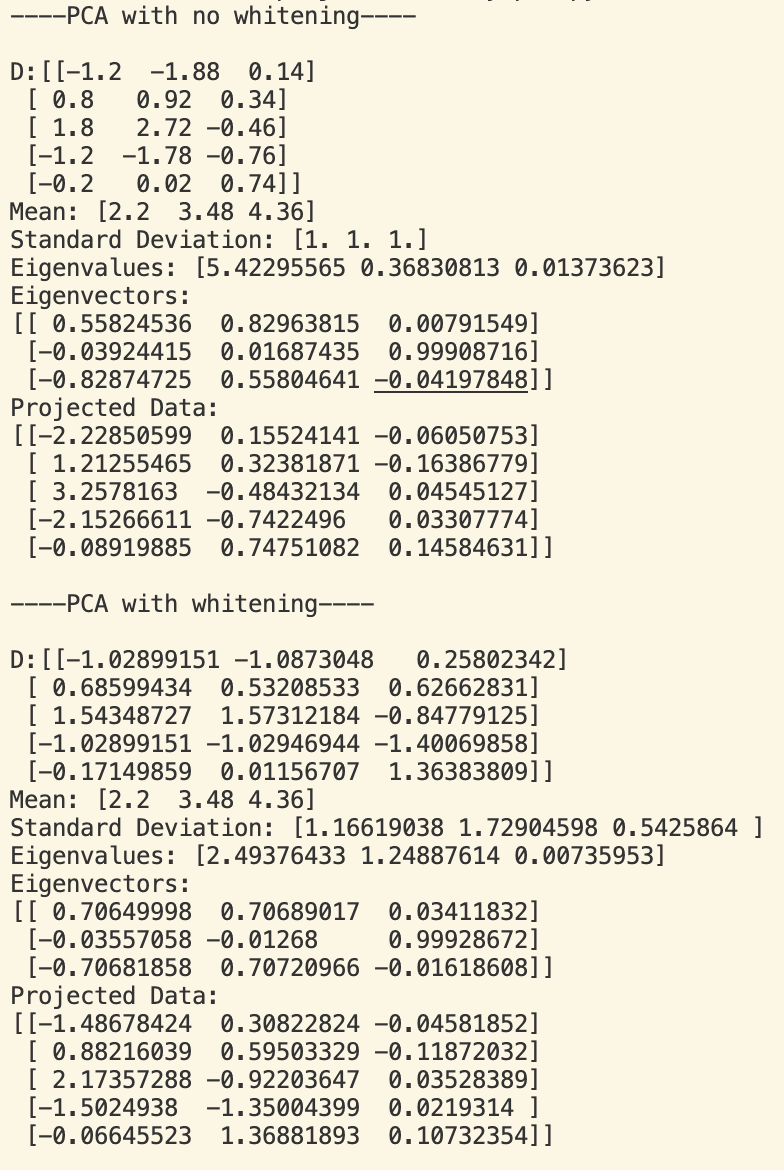 ----PCA with no whitening----
D:[[-1.2  -1.88  0.14]
 [ 0.8   0.92  0.34]
 [ 1.8   2.72 -0.46]
 [-1.2  -1.78 -0.76]
 [-0.2   0.02  0.74]]
Mean: [2.2  3.48 4.36]
Standard Deviation: [1. 1. 1.]
Eigenvalues: [5.42295565 0.36830813 0.01373623]
Eigenvectors:
[[ 0.55824536  0.82963815  0.00791549]
 [-0.03924415  0.01687435  0.99908716]
 [-0.82874725  0.55804641 -0.04197848]]
Projected Data:
[[-2.22850599  0.15524141 -0.06050753]
 [ 1.21255465  0.32381871 -0.16386779]
 [ 3.2578163  -0.48432134  0.04545127]
 [-2.15266611 -0.7422496   0.03307774]
 [-0.08919885  0.74751082  0.14584631]]
----PCA with whitening----
D:[[-1.02899151 -1.0873048   0.25802342]
 [ 0.68599434  0.53208533  0.62662831]
 [ 1.54348727  1.57312184 -0.84779125]
 [-1.02899151 -1.02946944 -1.40069858]
 [-0.17149859  0.01156707  1.36383809]]
Mean: [2.2  3.48 4.36]
Standard Deviation: [1.16619038 1.72904598 0.5425864 ]
Eigenvalues: [2.49376433 1.24887614 0.00735953]
Eigenvectors:
[[ 0.70649998  0.70689017  0.03411832]
 [-0.03557058 -0.01268     0.99928672]
 [-0.70681858  0.70720966 -0.01618608]]
Projected Data:
[[-1.48678424  0.30822824 -0.04581852]
 [ 0.88216039  0.59503329 -0.11872032]
 [ 2.17357288 -0.92203647  0.03528389]
 [-1.5024938  -1.35004399  0.0219314 ]
 [-0.06645523  1.36881893  0.10732354]]